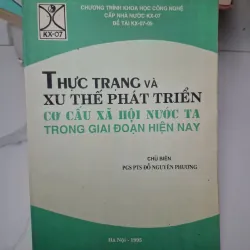 CHƯƠNG TRÌNH KHOA HỌC CÔNG NGHỆ
CẤP NHÀ NƯỚC KX-07
ĐỀ TÀI KX-07-05
KX-07
THỰC TRẠNG VÀ
XU THẾ PHÁT TRIỂN
CƠ CẤU XÃ HỘI NƯỚC TA
TRONG GIAI ĐOẠN HIỆN NAY
CHỦ BIÊN
PGS PTS ĐỖ NGUYÊN PHƯƠNG
Hà Nội -